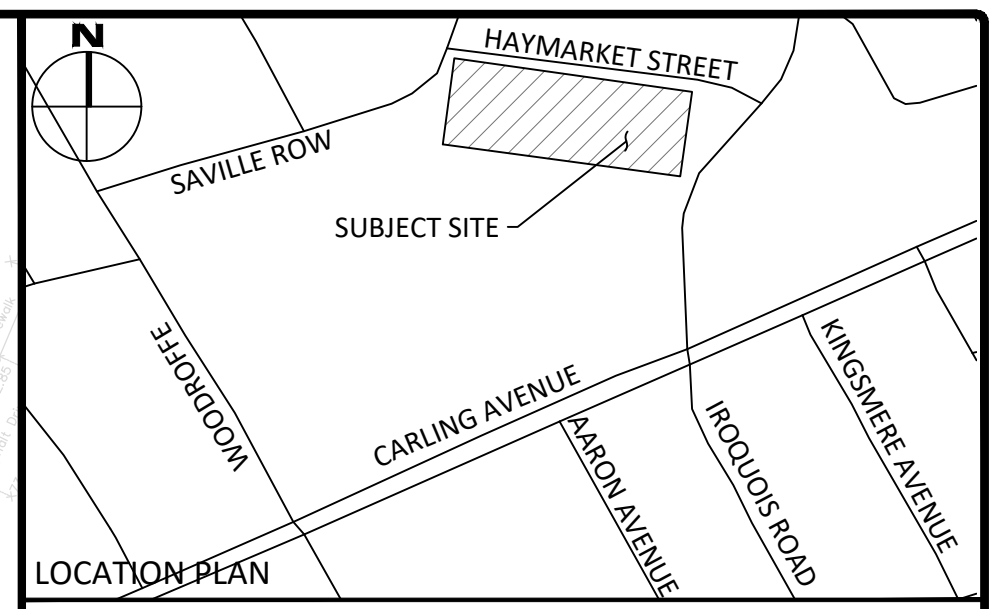 N
HAYMARKET STREET
SAVILLE ROW
SUBJECT SITE
WOODROFFE
CARLING AVENUE
KINGSMERE AVENUE
IROQUOIS ROAD
AARON AVENUE
LOCATION PLAN